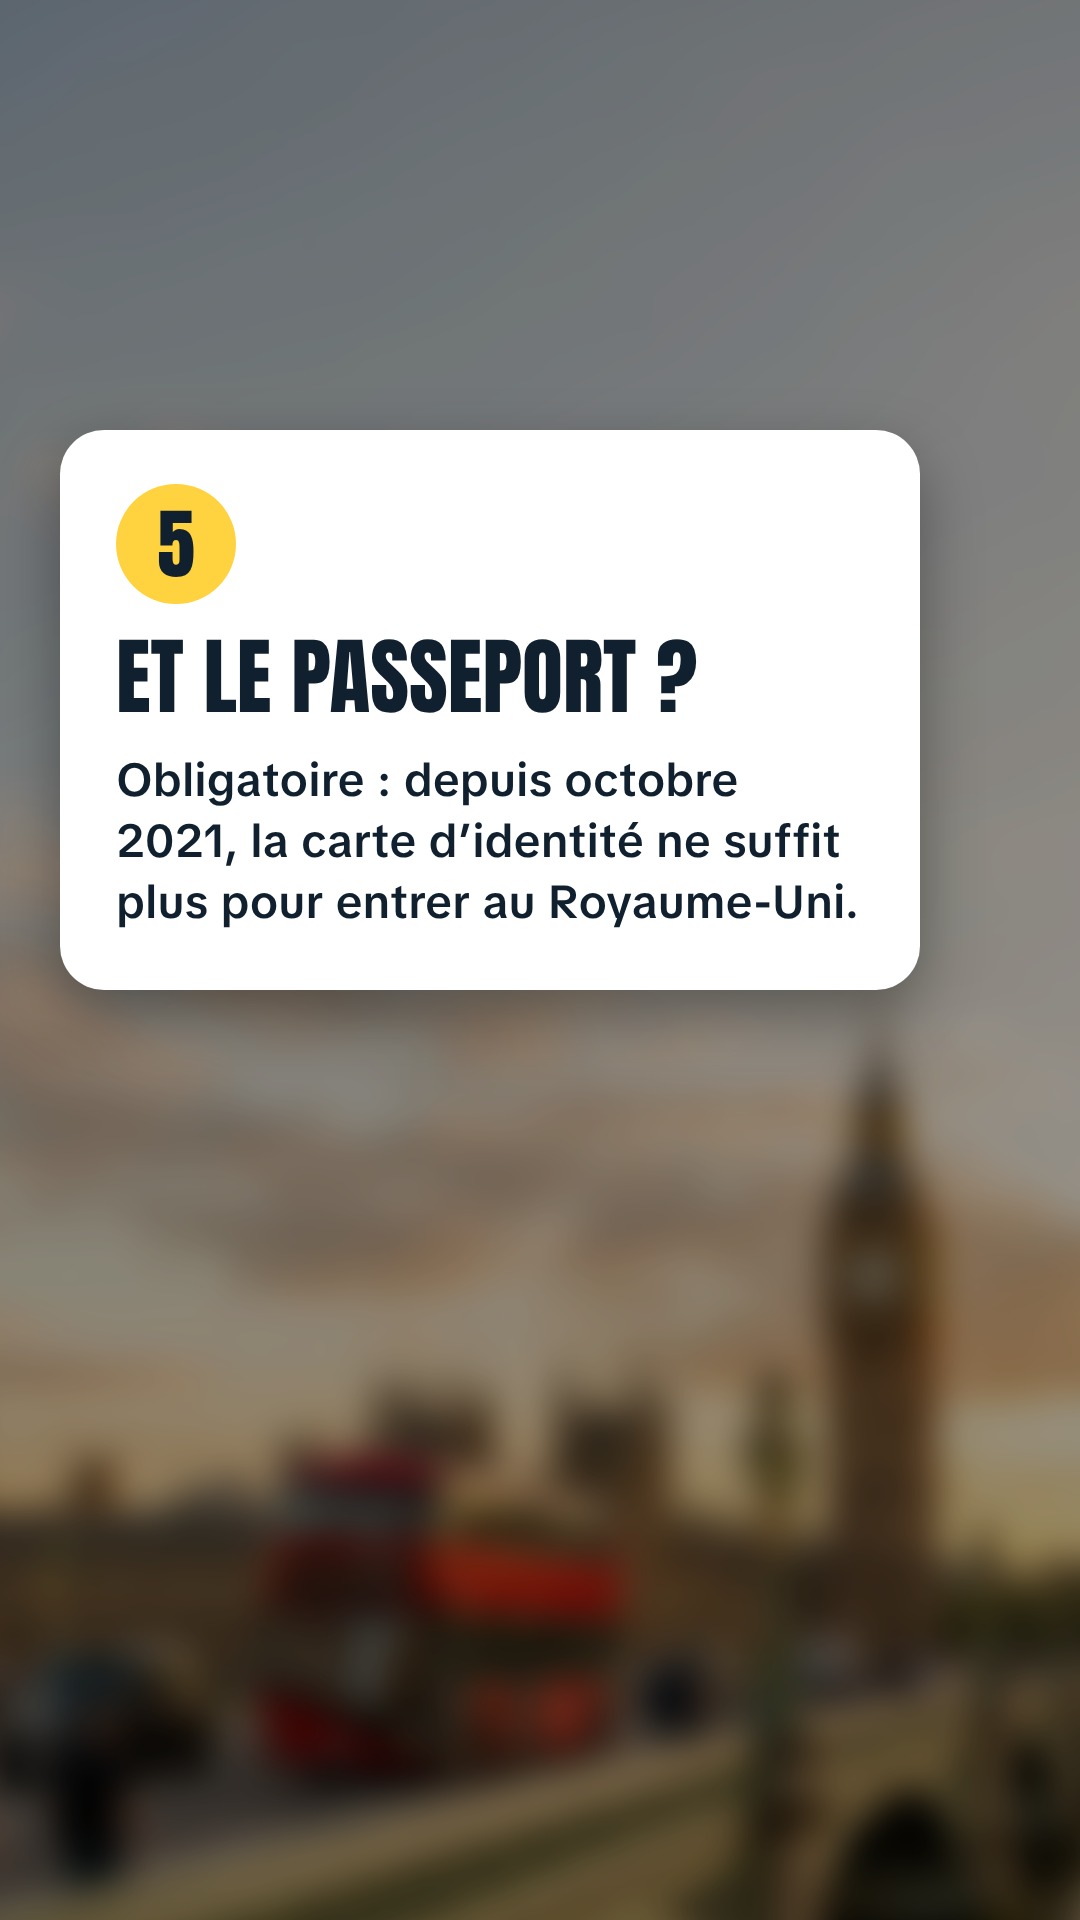 5
ET LE PASSEPORT ?
Obligatoire : depuis octobre
2021, la carte d’identité ne suffit
plus pour entrer au Royaume-Uni.